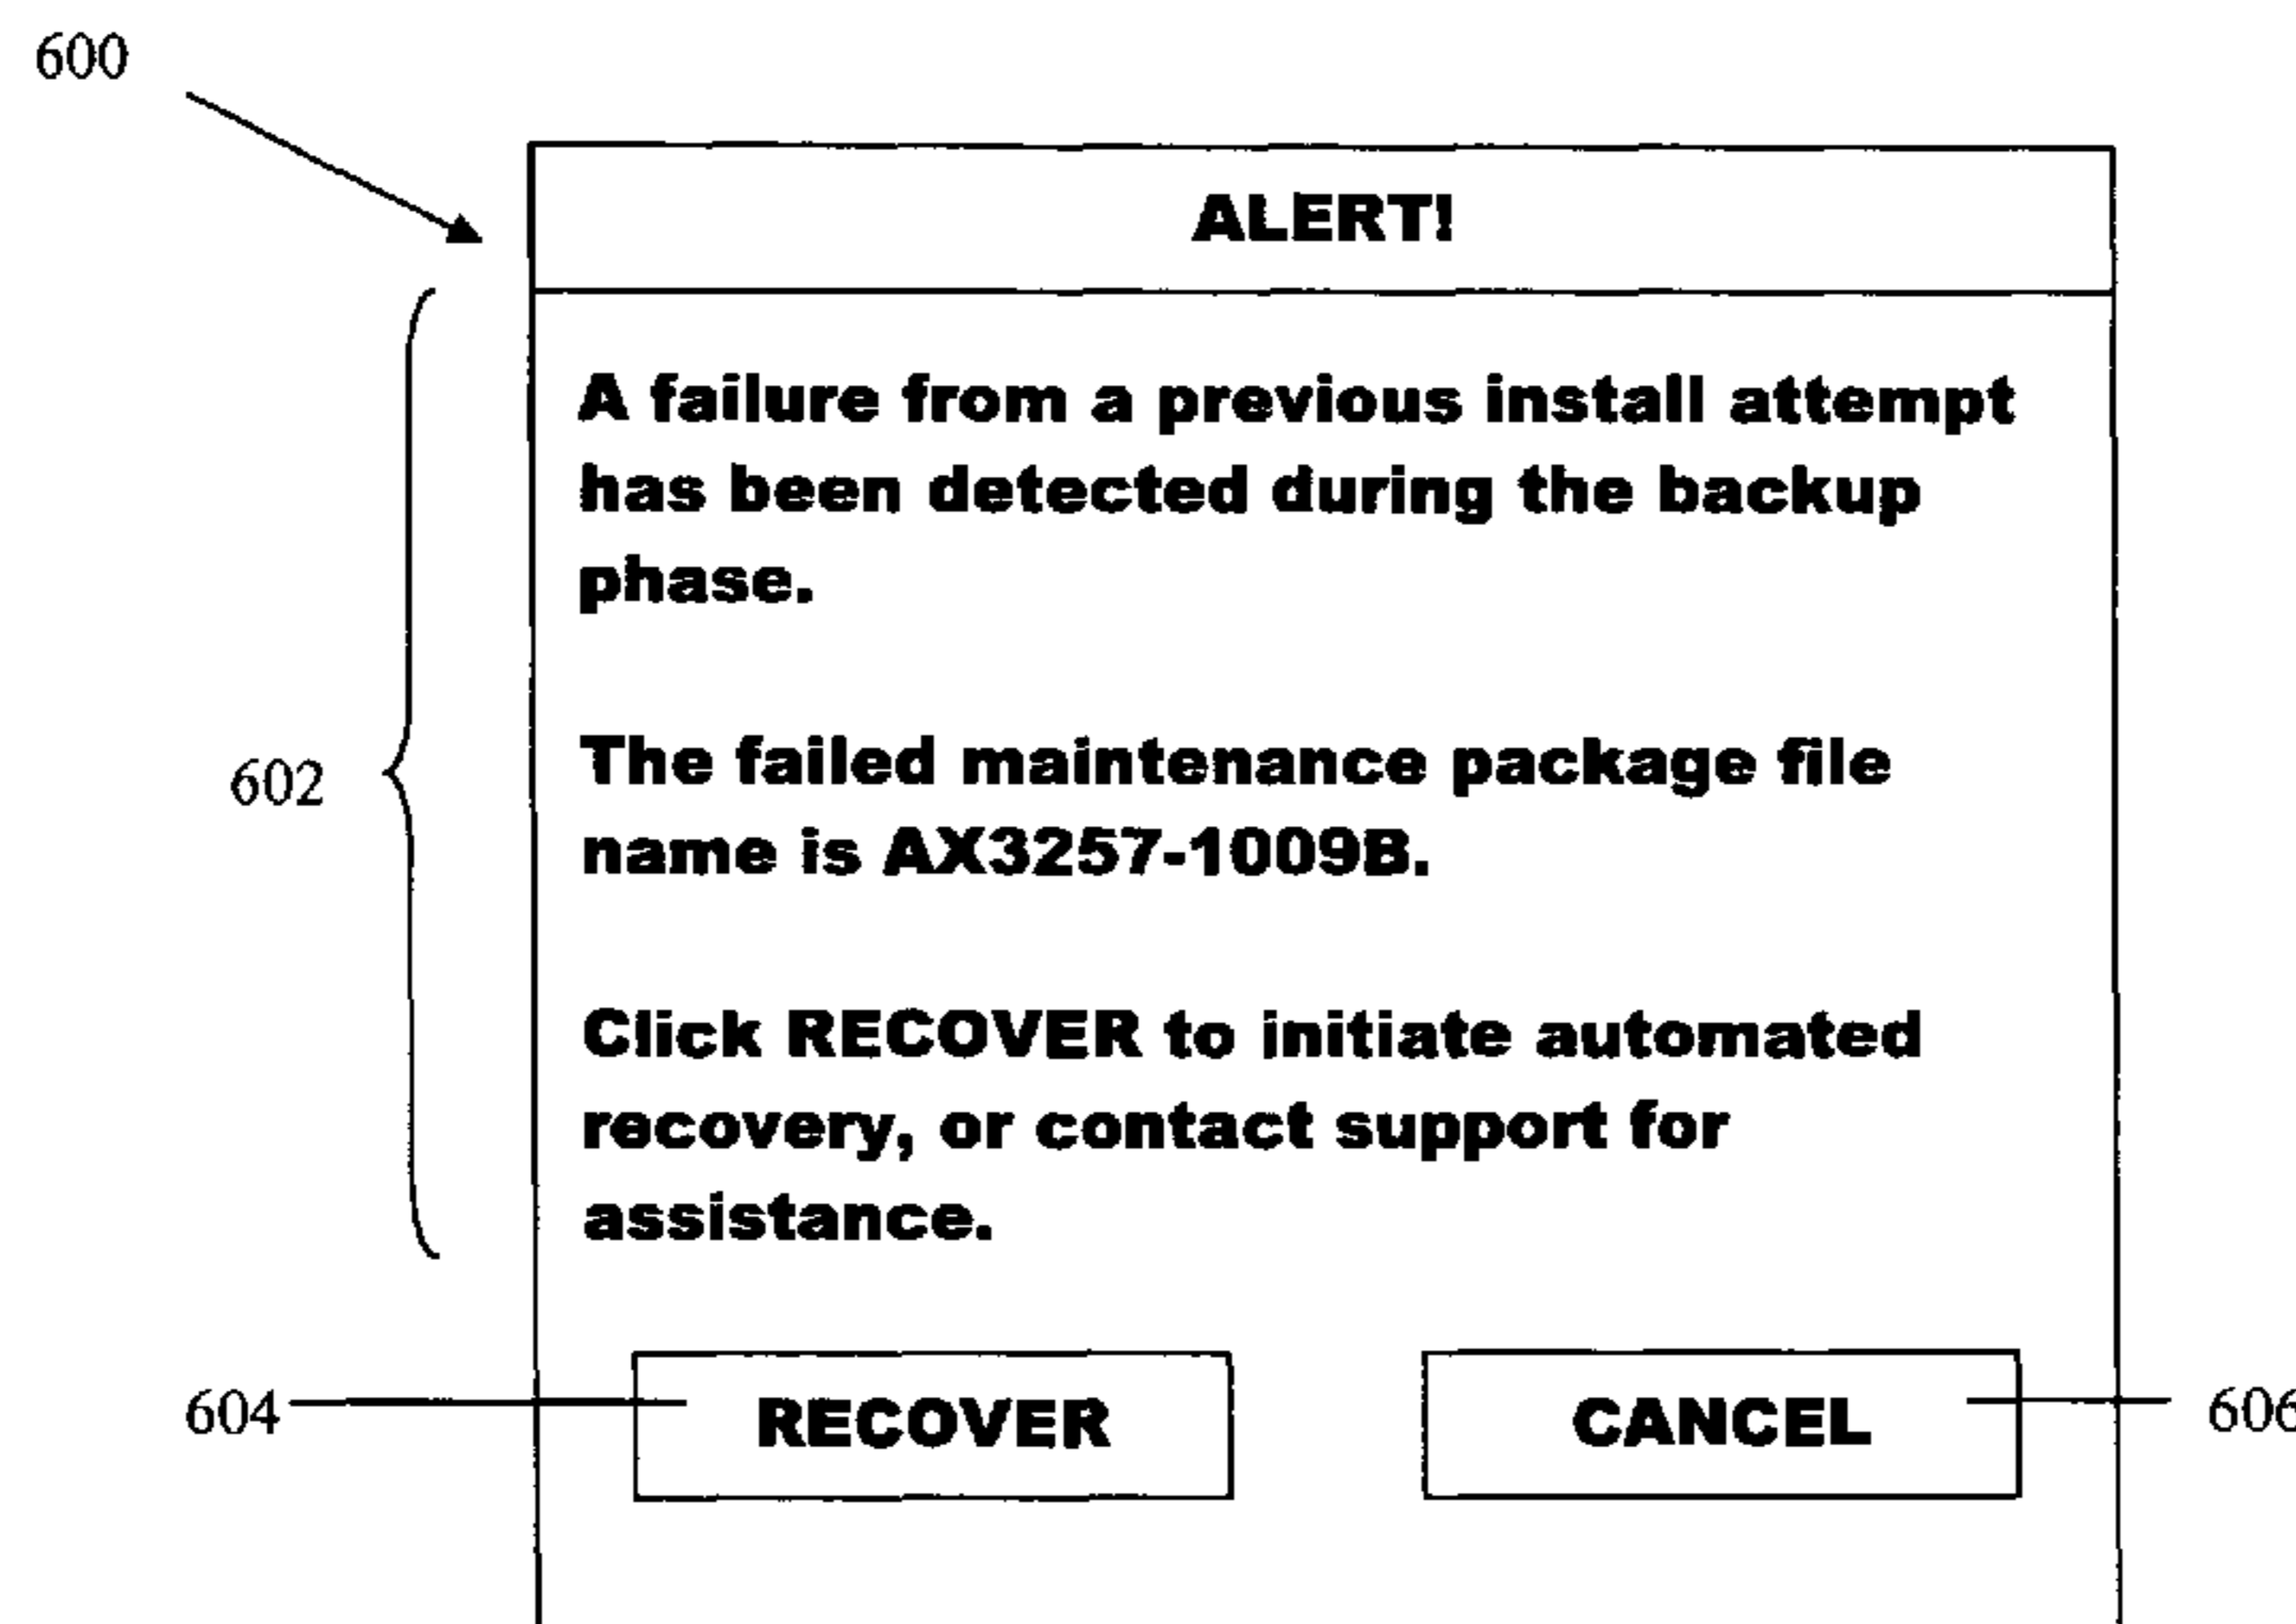 600
ALERT!
A failure from a previous install attempt
has been detected during the backup
phase.
The failed maintenance package file
name is AX3257-1009B.
602
Click RECOVER to initiate automated
recovery, or contact support for
assistance.
604
RECOVER
CANCEL
606